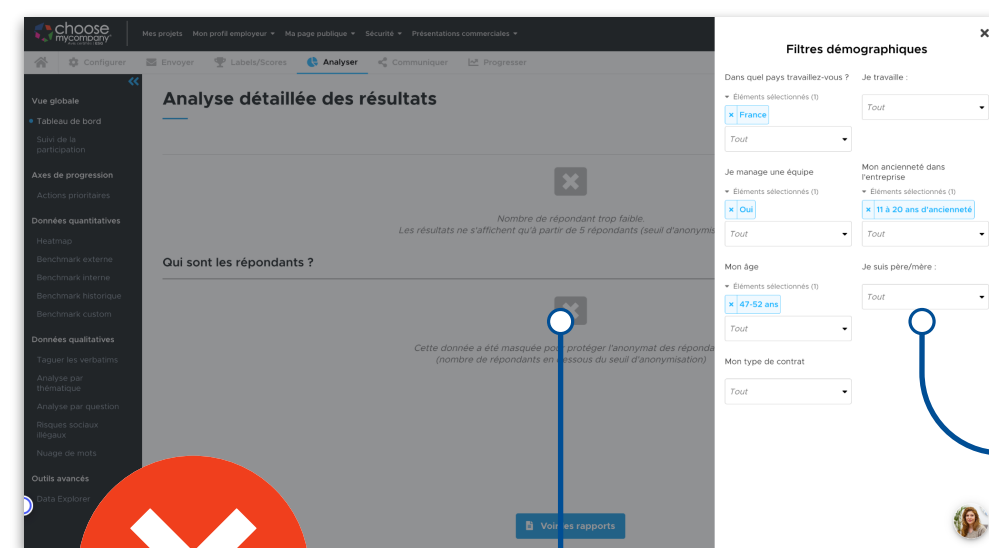 choose
mycompany
Mes projets Mon profil employeur Ma page publique Sécurité Présentations commerciales
Configurer Envoyer Labels/Scores Analyser Communiquer Progresser
Vue globale
Tableau de bord
Suivi de la
participation
Axes de progression
Actions prioritaires
Données quantitatives
Heatmap
Benchmark externe
Benchmark interne
Benchmark historique
Benchmark custom
Données qualitatives
Taguer les verbatims
Analyse par
thématique
Analyse par question
Risques sociaux
illégaux
Nuage de mots
Outils avancés
Data Explorer
Analyse détaillée des résultats
Nombre de répondant trop faible.
Les résultats ne s'affichent qu'à partir de 5 répondants (seuil d'anonymis
Qui sont les répondants ?
Cette donnée a été masquée pour protéger l'anonymat des réponda
(nombre de répondants en dessous du seuil d'anonymisation)
Voir les rapports
Filtres démographiques
Dans quel pays travaillez-vous ?
Éléments sélectionnés (1)
× France
Tout
Je travaille :
Tout
Je manage une équipe
Éléments sélectionnés (1)
× Oui
Tout
Mon ancienneté dans
l'entreprise
Éléments sélectionnés (1)
× 11 à 20 ans d'ancienneté
Tout
Mon âge
Éléments sélectionnés (1)
× 47-52 ans
Tout
Je suis père/mère :
Tout
Mon type de contrat
Tout